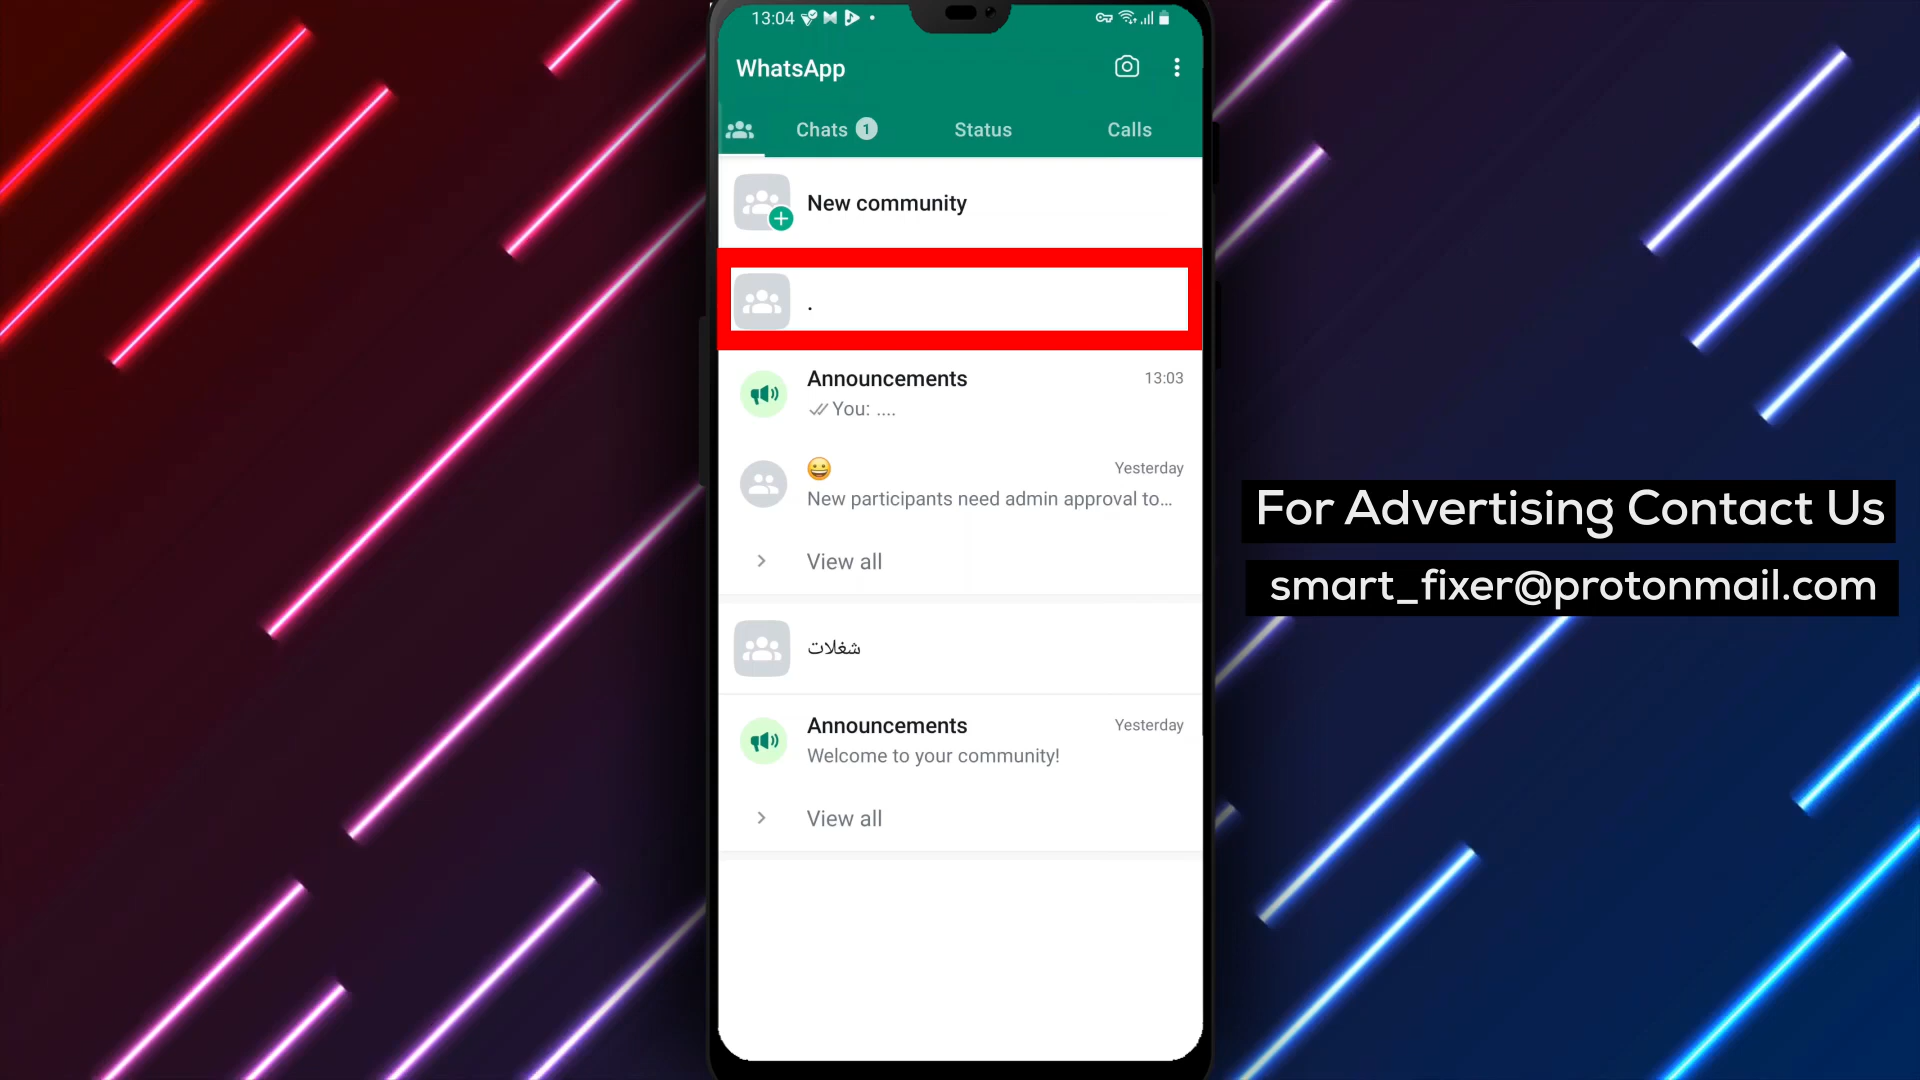 13:04
WhatsApp
Chats 1
Status
Calls
New community
.
Announcements
13:03
You: ....
😀
Yesterday
New participants need admin approval to...
View all
شغلات
Announcements
Yesterday
Welcome to your community!
View all
For Advertising Contact Us
smart_fixer@protonmail.com